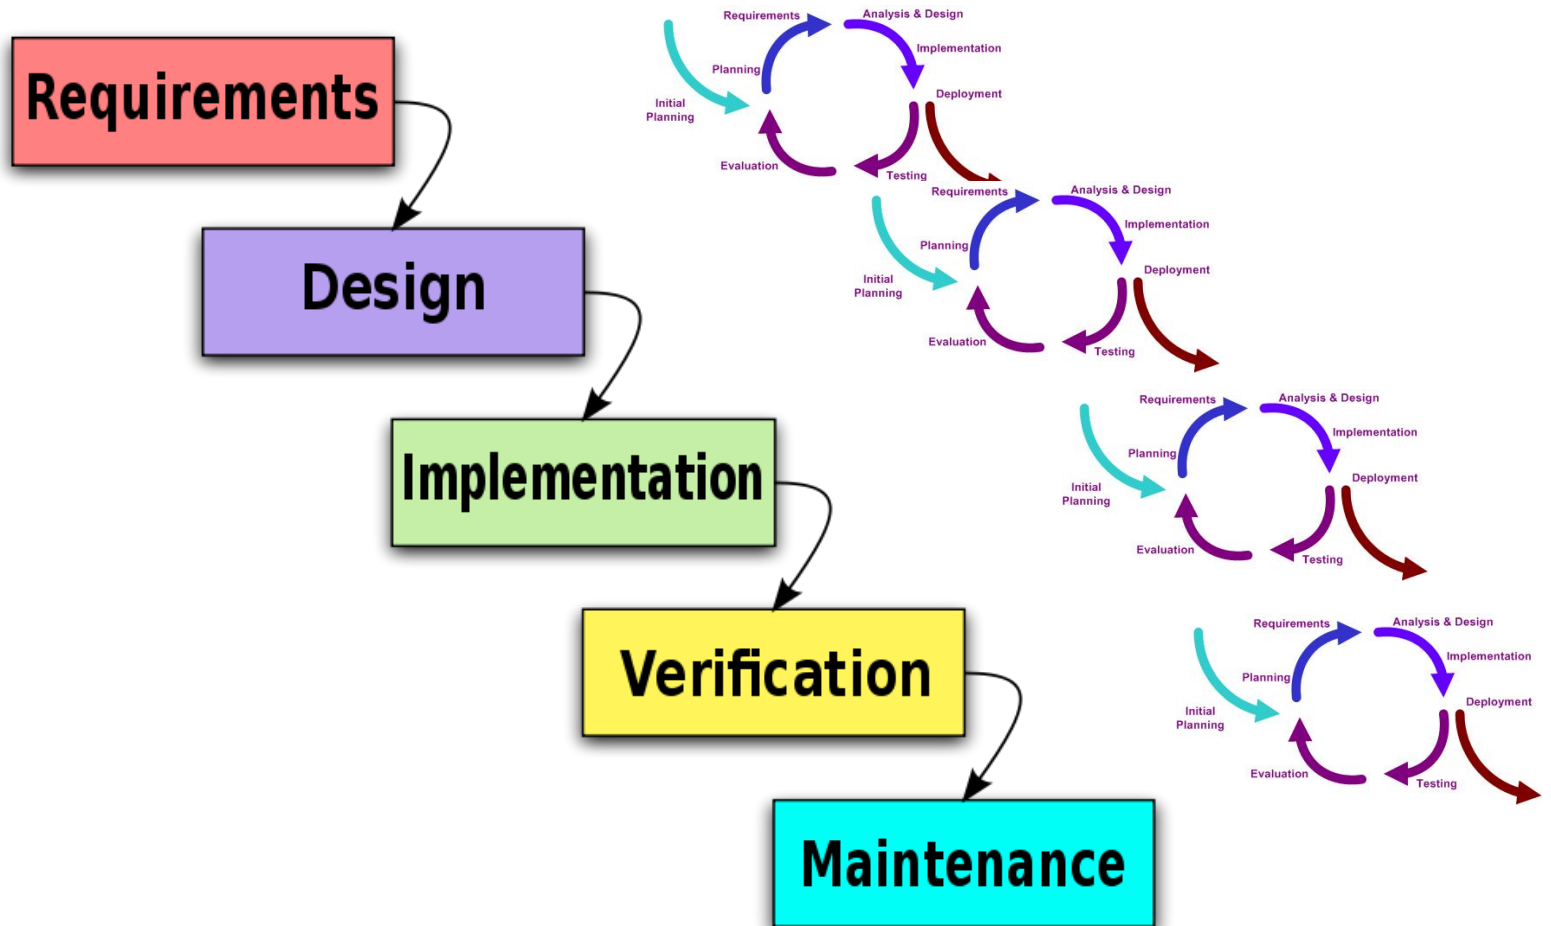 Requirements
Design
Implementation
Verification
Maintenance
Requirements
Analysis & Design
Implementation
Planning
Deployment
Initial
Planning
Evaluation
Testing
Requirements
Analysis & Design
Implementation
Planning
Deployment
Initial
Planning
Evaluation
Testing
Requirements
Analysis & Design
Implementation
Planning
Deployment
Initial
Planning
Evaluation
Testing
Requirements
Analysis & Design
Implementation
Planning
Deployment
Initial
Planning
Evaluation
Testing